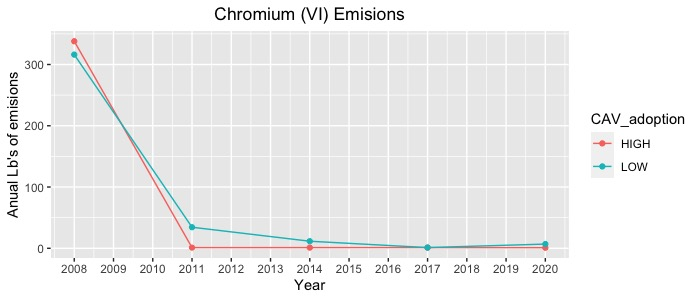 Chromium (VI) Emisions
Anual Lb's of emisions
300
200
100
0
2008 2009 2010 2011 2012 2013 2014 2015 2016 2017 2018 2019 2020
Year
CAV_adoption
HIGH
LOW